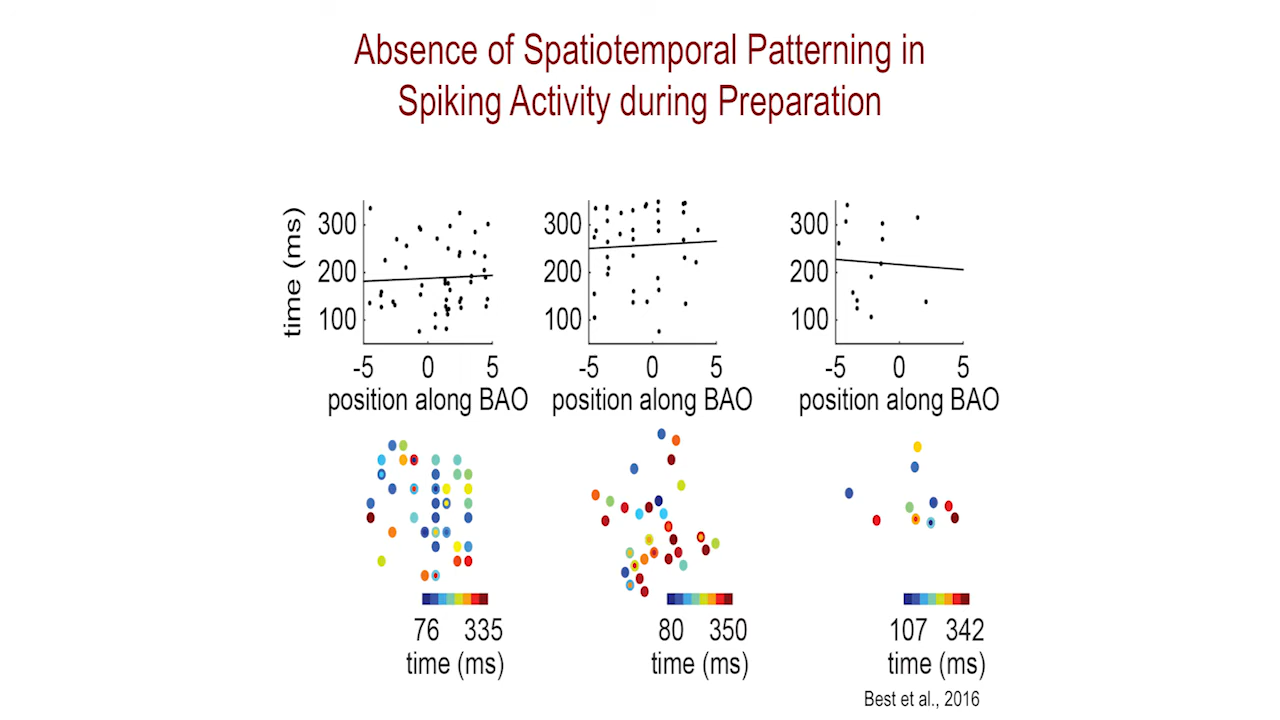 Absence of Spatiotemporal Patterning in
Spiking Activity during Preparation
time (ms)
300
200
100
-5 0 5
position along BAO
300
200
100
-5 0 5
position along BAO
300
200
100
-5 0 5
position along BAO
76 335
time (ms)
80 350
time (ms)
107 342
time (ms)
Best et al., 2016